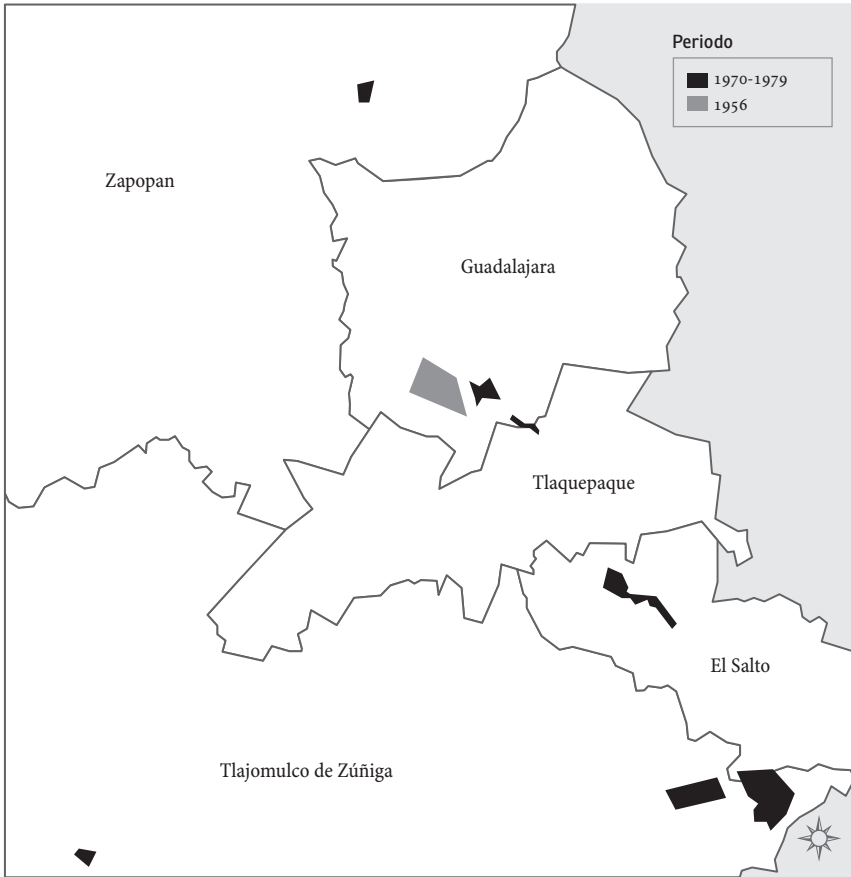 Periodo
1970-1979
1956
Zapopan
Guadalajara
Tlaquepaque
El Salto
Tlajomulco de Zúñiga